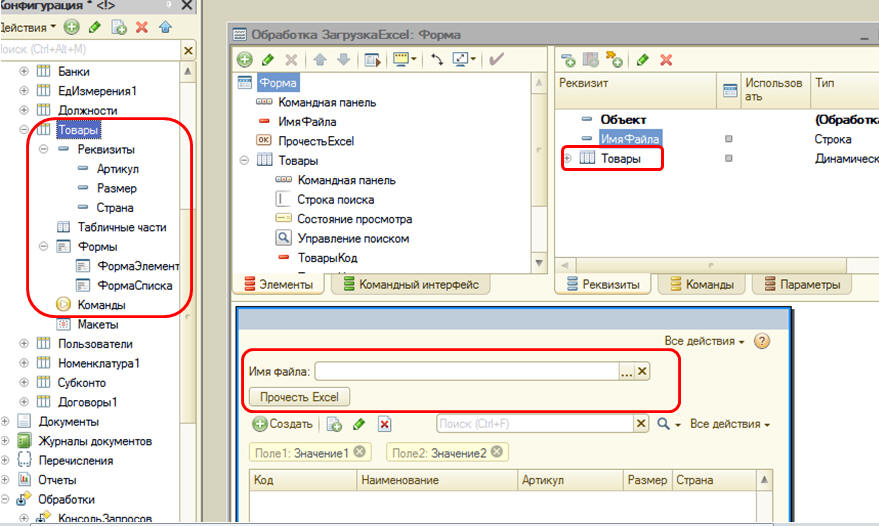 Конфигурация * <!>
Действия
Поиск (Ctrl+Alt+M)
Банки
ЕдИзмерения1
Должности
Товары
Реквизиты
Артикул
Размер
Страна
Табличные части
Формы
ФормаЭлемент
ФормаСписка
Команды
Макеты
Пользователи
Номенклатура1
Субконто
Договоры1
Документы
Журналы документов
Перечисления
Отчеты
Обработки
КонсольЗапросов
Обработка ЗагрузкаExcel: Форма
Форма
Командная панель
ИмяФайла
OK ПрочестьExcel
Товары
Командная панель
Строка поиска
Состояние просмотра
Управление поиском
ТоварыКод
Элементы Командный интерфейс
Реквизит Использов
ать Тип
Объект (Обработка
ИмяФайла Строка
Товары Динамическ
Реквизиты Команды Параметры
Все действия ?
Имя файла: ...
Прочесть Excel
Создать Поиск (Ctrl+F) Все действия
Поле1: Значение1 Поле2: Значение2
Код Наименование Артикул Размер Страна